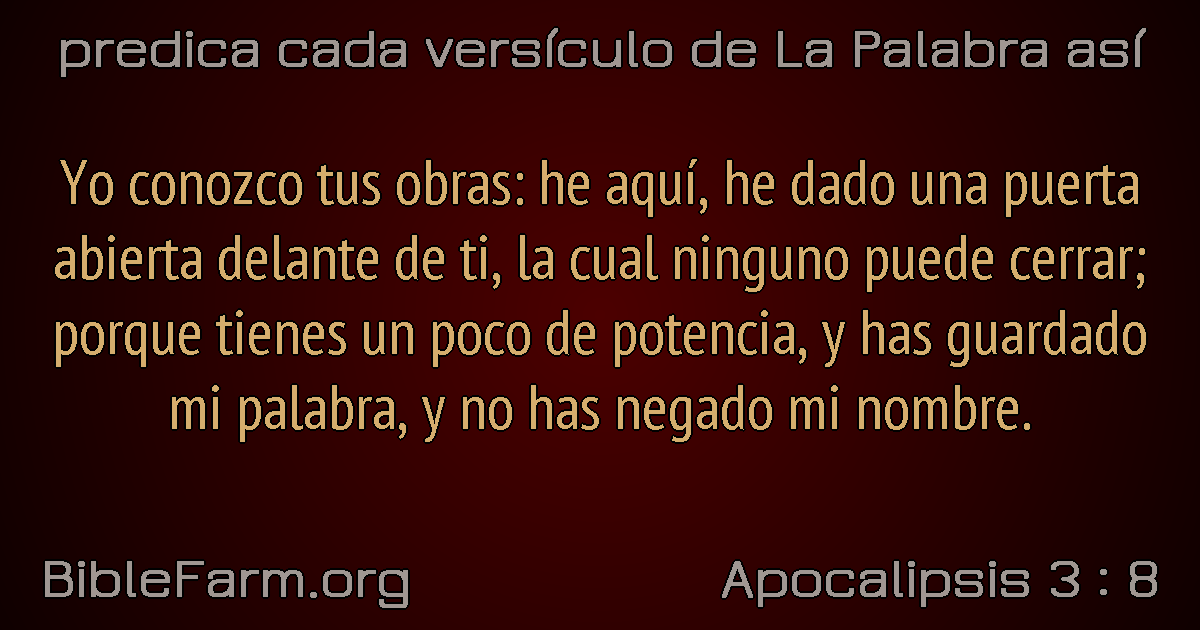 predica cada versículo de La Palabra así
Yo conozco tus obras: he aquí, he dado una puerta
abierta delante de ti, la cual ninguno puede cerrar;
porque tienes un poco de potencia, y has guardado
mi palabra, y no has negado mi nombre.
BibleFarm.org
Apocalipsis 3 : 8